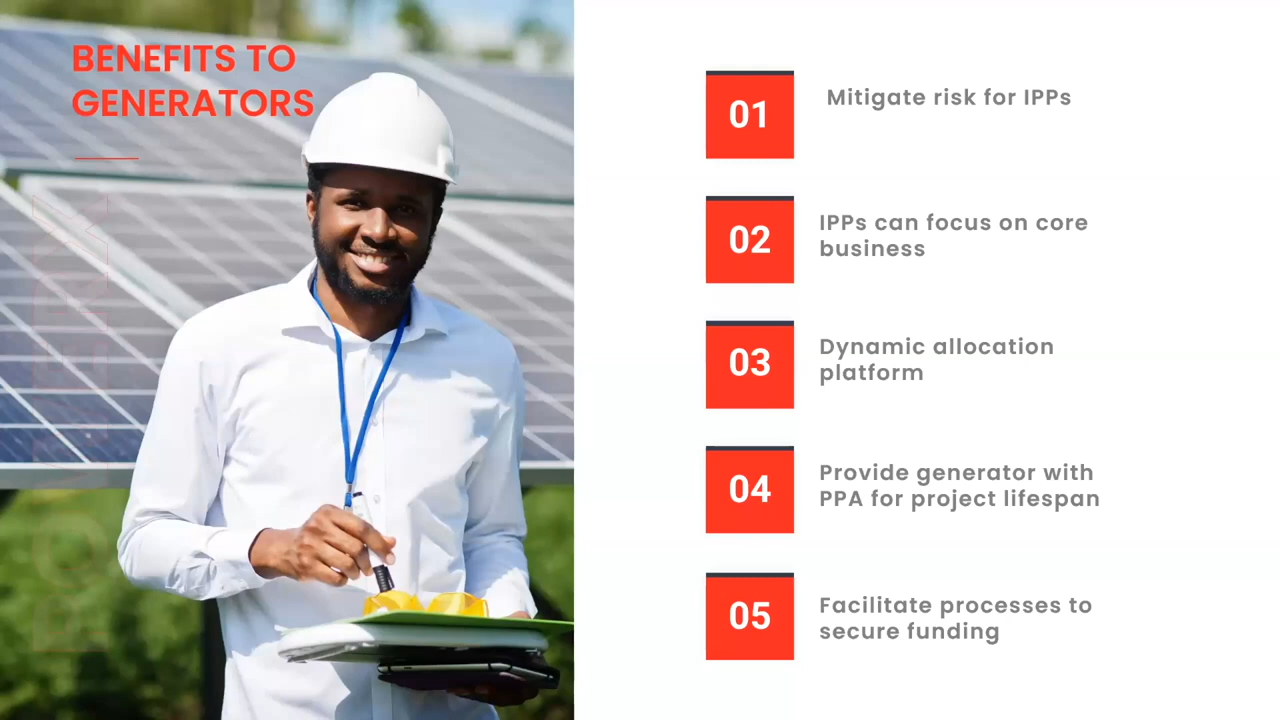 BENEFITS TO
GENERATORS
01
Mitigate risk for IPPs
02
IPPs can focus on core
business
03
Dynamic allocation
platform
04
Provide generator with
PPA for project lifespan
05
Facilitate processes to
secure funding